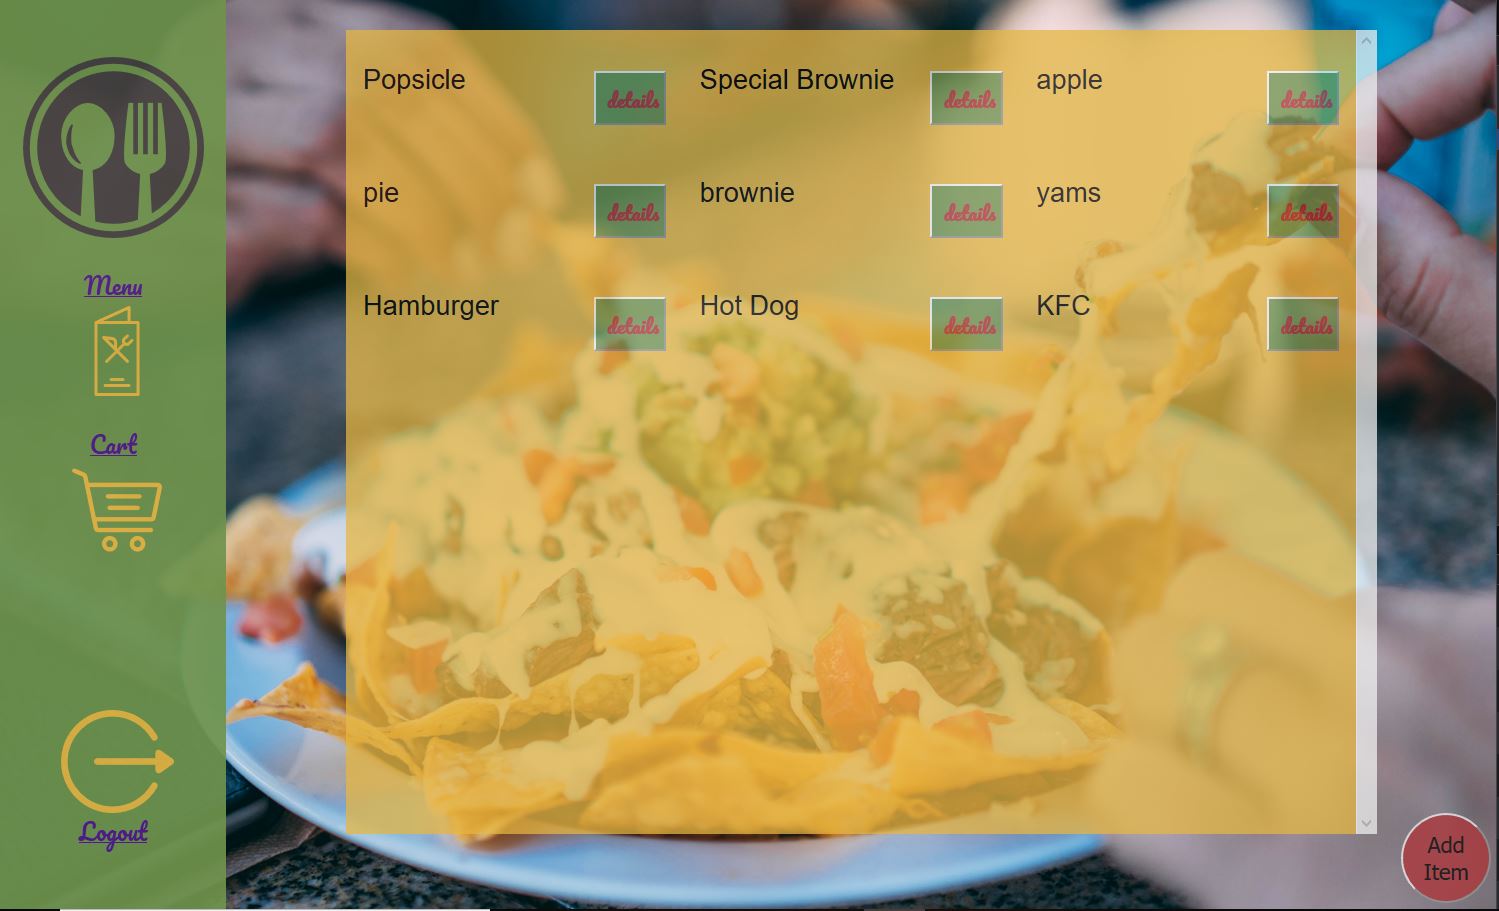 Menu
Cart
Logout
Popsicle
details
Special Brownie
details
apple
details
pie
details
brownie
details
yams
details
Hamburger
details
Hot Dog
details
KFC
details
Add
Item